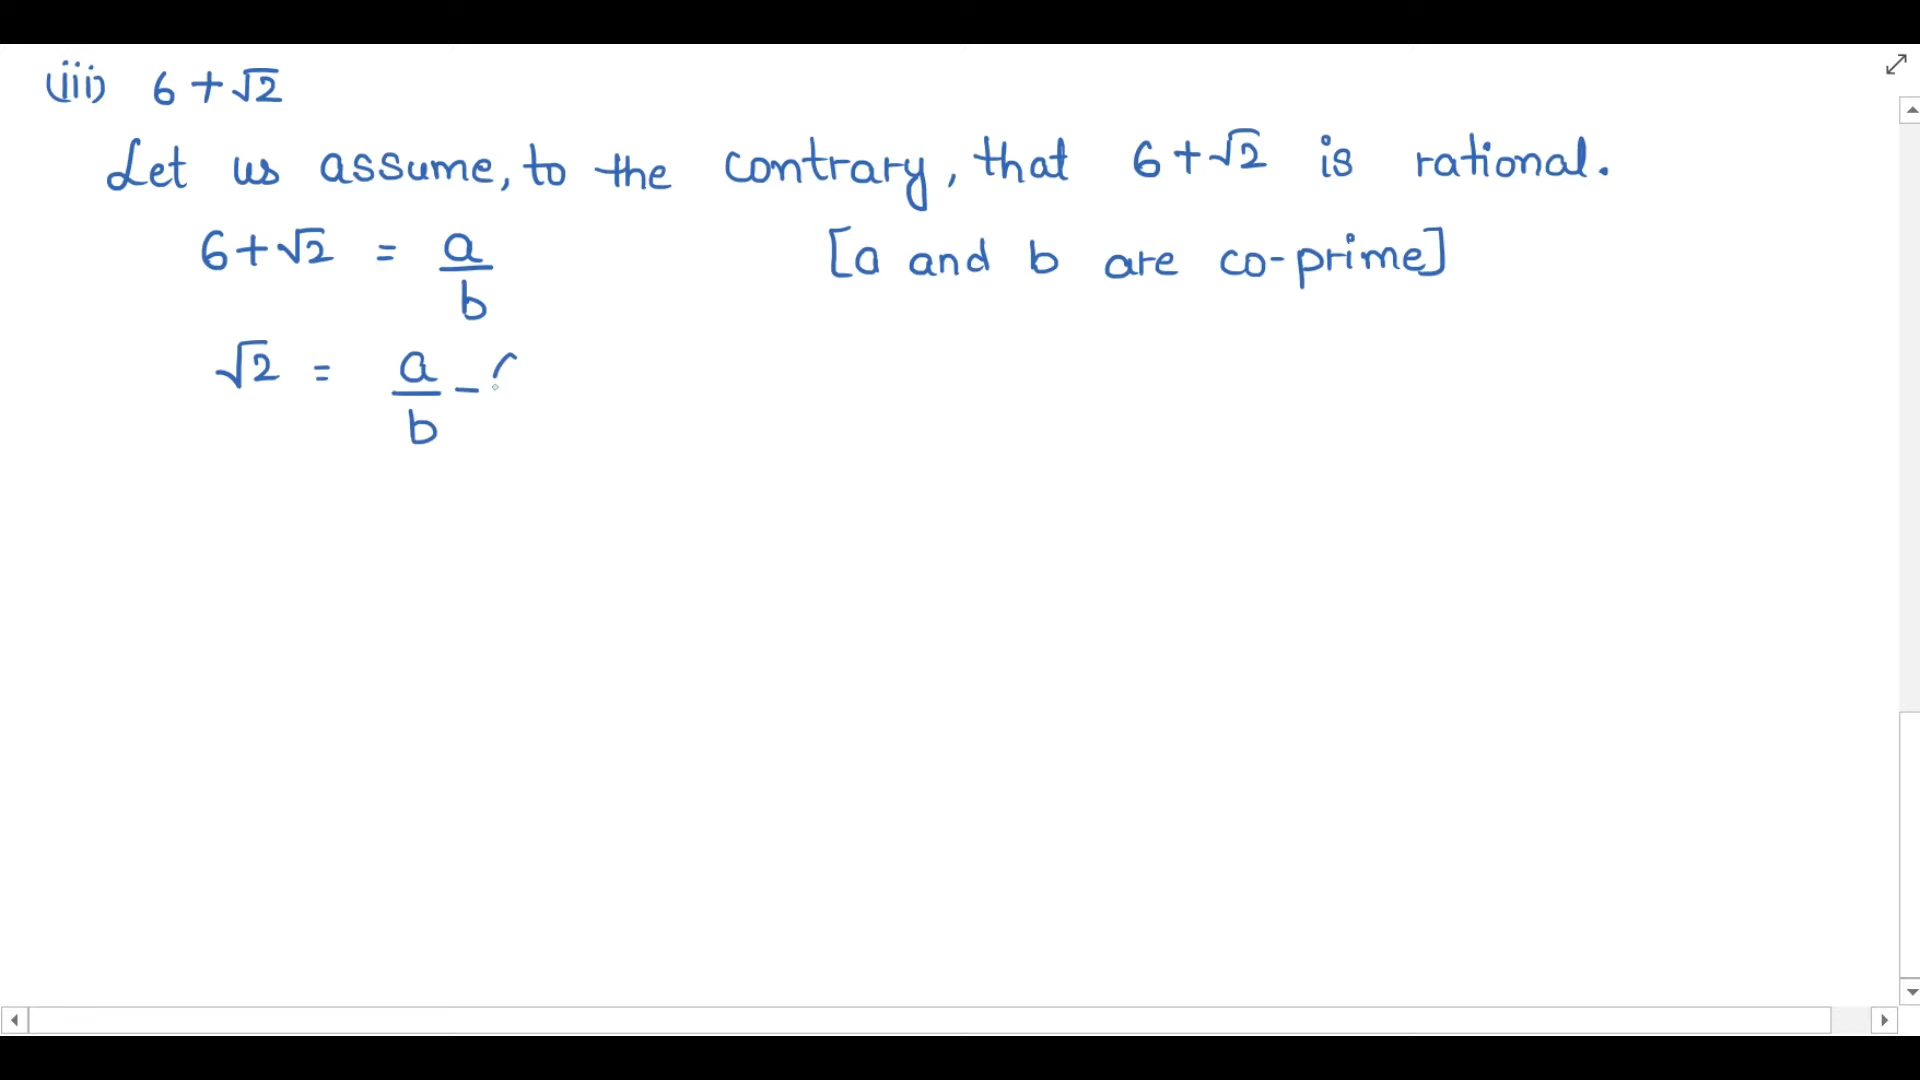 (iii) 6+√2
Let us assume, to the contrary, that 6+√2 is rational.
6+√2 = a/b [a and b are co-prime]
√2 = a/b -